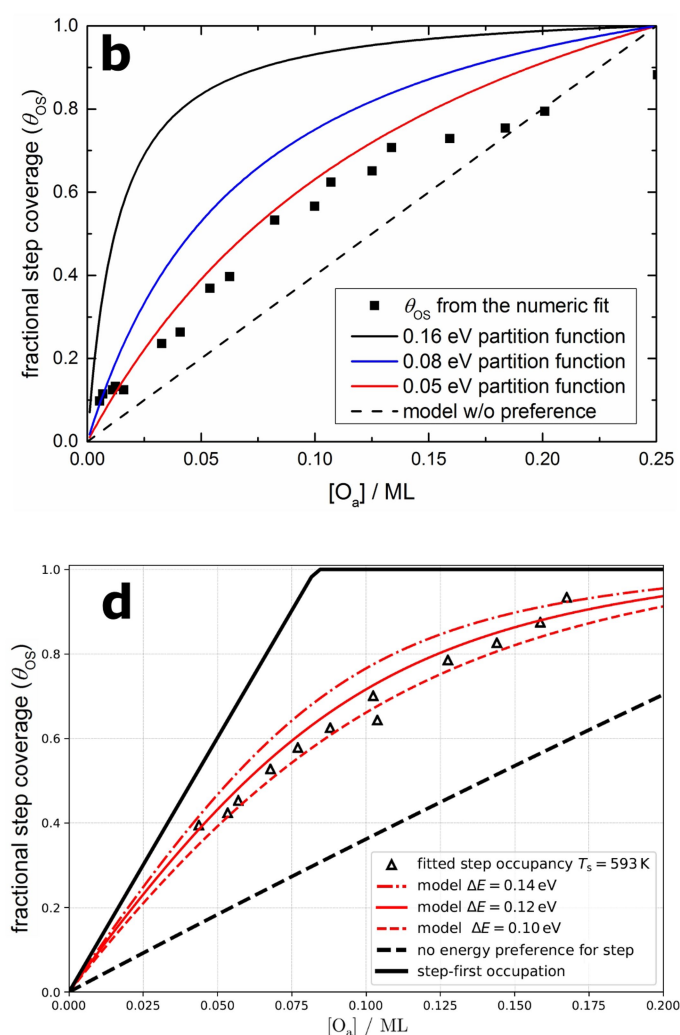 b
fractional step coverage (θOS)
1.0
0.8
0.6
0.4
0.2
0.0
θOS from the numeric fit
0.16 eV partition function
0.08 eV partition function
0.05 eV partition function
model w/o preference
0.00 0.05 0.10 0.15 0.20 0.25
[Oa] / ML
d
fractional step coverage (θOS)
1.0
0.8
0.6
0.4
0.2
0.0
fitted step occupancy Ts = 593 K
model ΔE = 0.14 eV
model ΔE = 0.12 eV
model ΔE = 0.10 eV
no energy preference for step
step-first occupation
0.000 0.025 0.050 0.075 0.100 0.125 0.150 0.175 0.200
[Oa] / ML